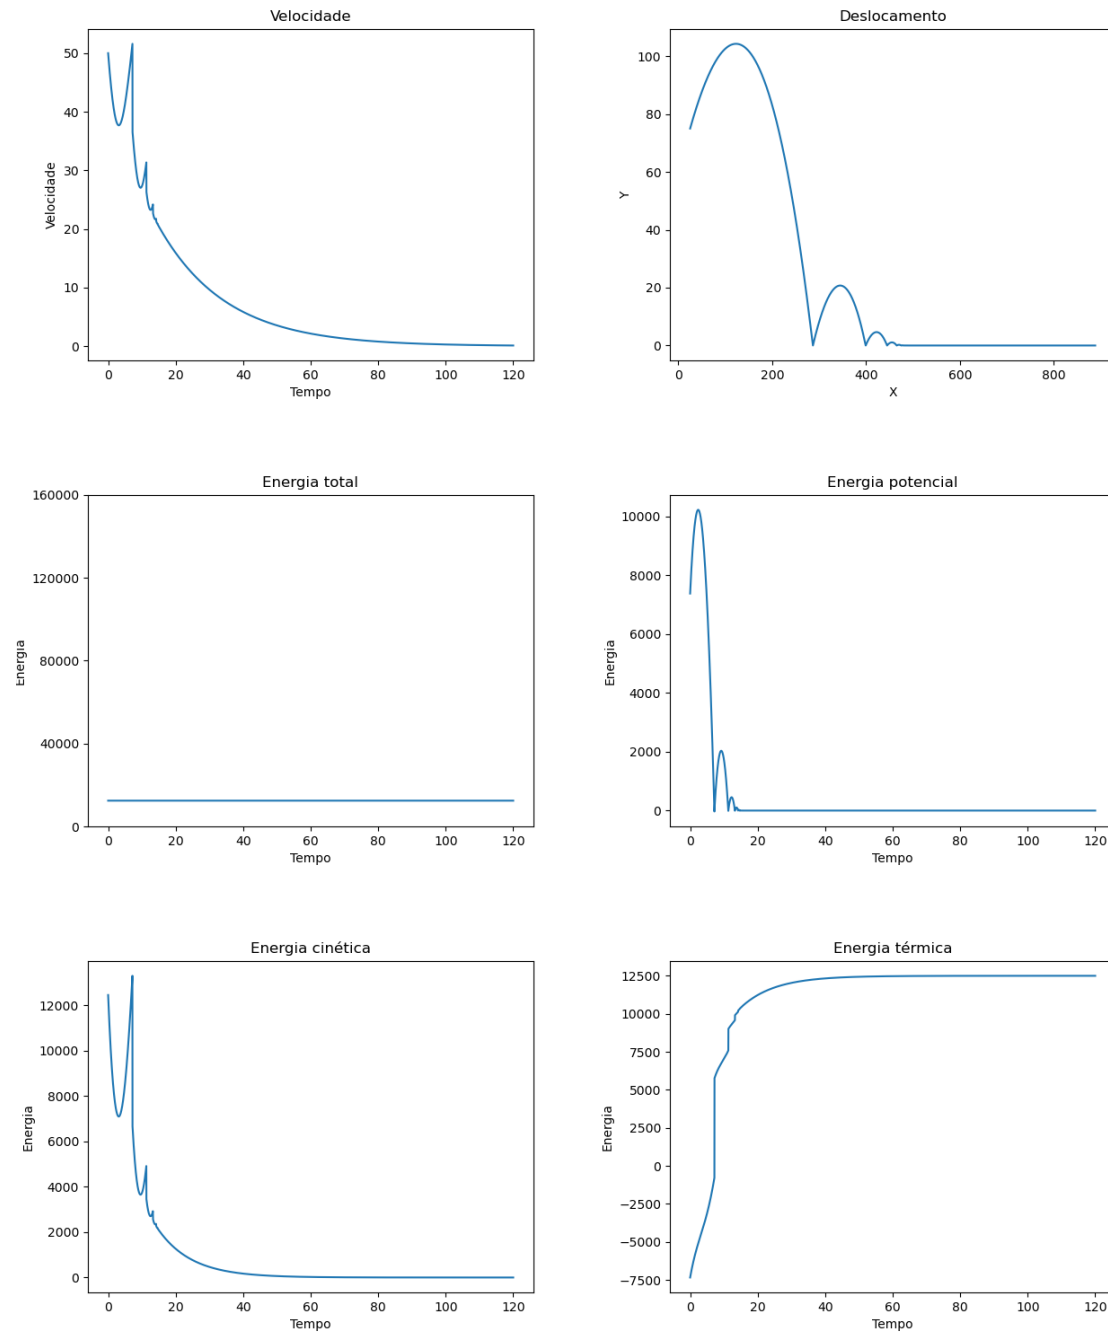 Velocidade
50
40
30
20
10
0
Velocidade
0 20 40 60 80 100 120
Tempo
Deslocamento
100
80
60
40
20
0
Y
0 200 400 600 800
X
Energia total
160000
120000
80000
40000
0
Energia
0 20 40 60 80 100 120
Tempo
Energia potencial
10000
8000
6000
4000
2000
0
Energia
0 20 40 60 80 100 120
Tempo
Energia cinética
12000
10000
8000
6000
4000
2000
0
Energia
0 20 40 60 80 100 120
Tempo
Energia térmica
12500
10000
7500
5000
2500
0
−2500
−5000
−7500
Energia
0 20 40 60 80 100 120
Tempo